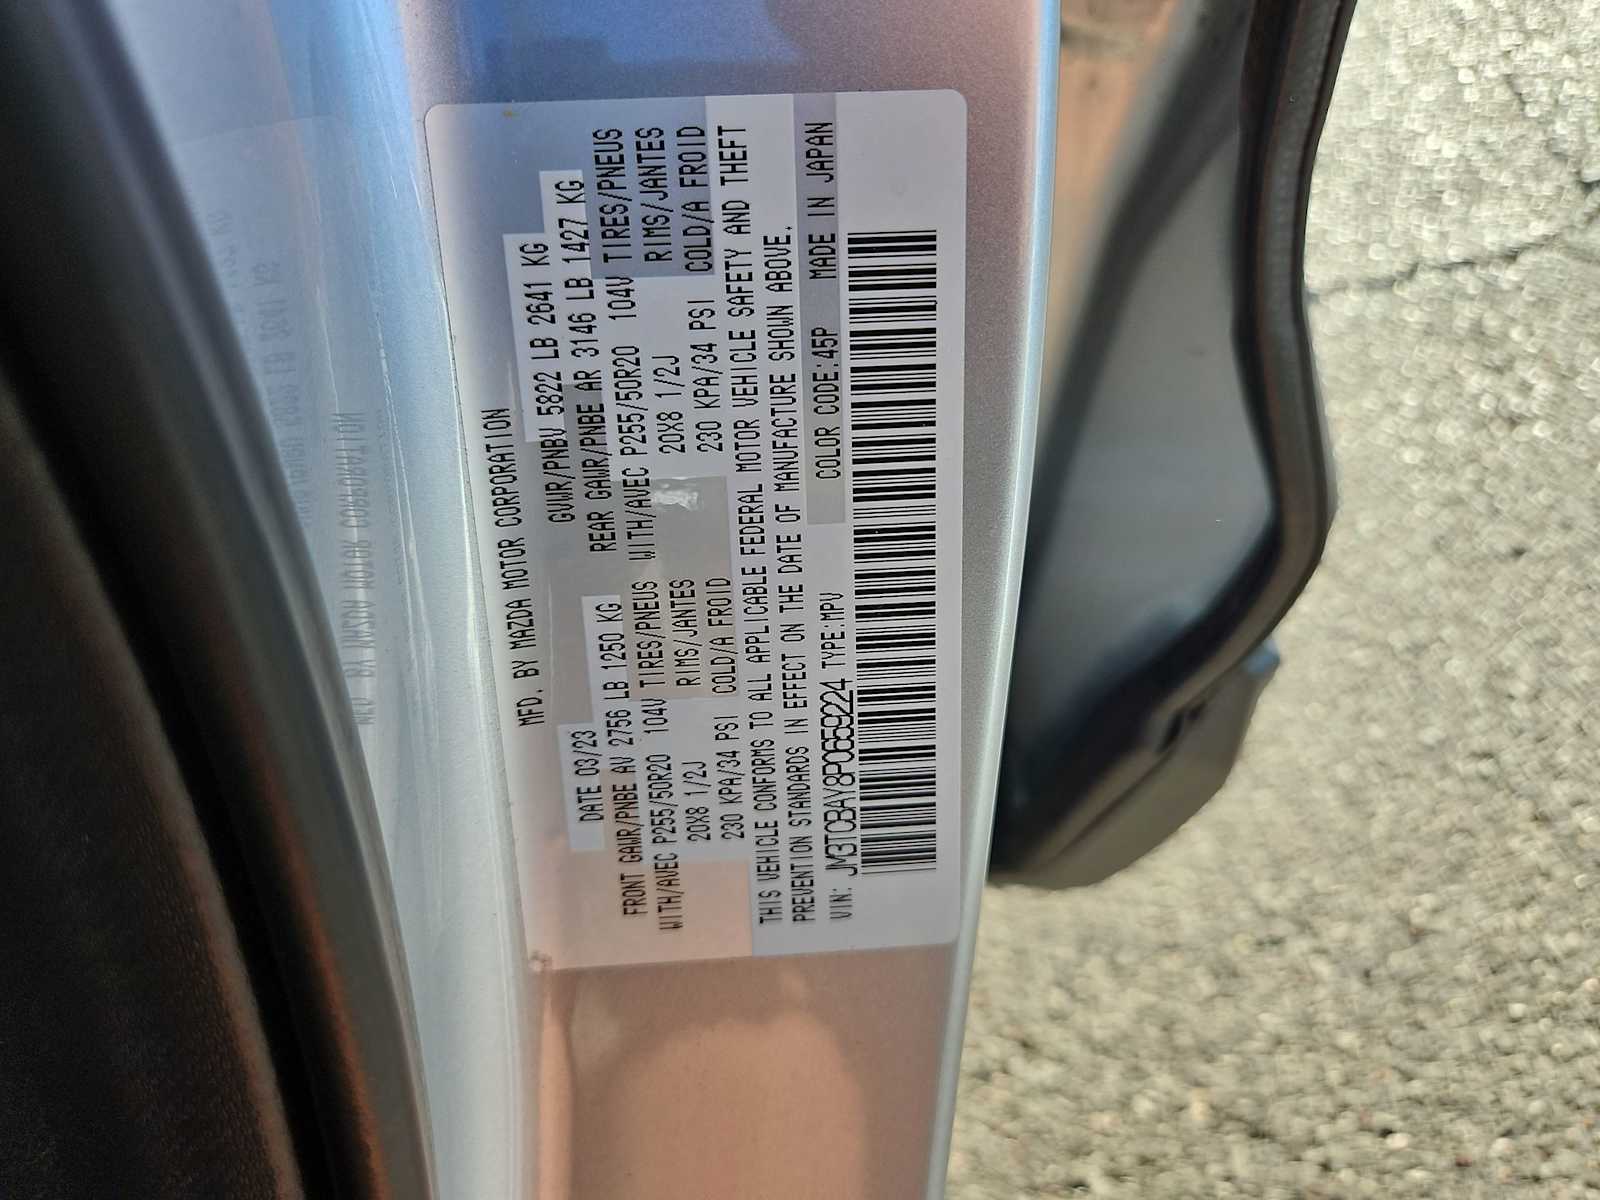 MFD. BY MAZDA MOTOR CORPORATION
DATE 03/23 GVWR/PNBV 5822 LB 2641 KG
FRONT GAWR/PNBE AV 2756 LB 1250 KG REAR GAWR/PNBE AR 3146 LB 1427 KG
WITH/AVEC P255/50R20 104V TIRES/PNEUS WITH/AVEC P255/50R20 104V TIRES/PNEUS
20X8 1/2J RIMS/JANTES 20X8 1/2J RIMS/JANTES
230 KPA/34 PSI COLD/A FROID 230 KPA/34 PSI COLD/A FROID
THIS VEHICLE CONFORMS TO ALL APPLICABLE FEDERAL MOTOR VEHICLE SAFETY AND THEFT
PREVENTION STANDARDS IN EFFECT ON THE DATE OF MANUFACTURE SHOWN ABOVE.
VIN: JM3TCBAY8P0659224 TYPE:MPV COLOR CODE:45P MADE IN JAPAN